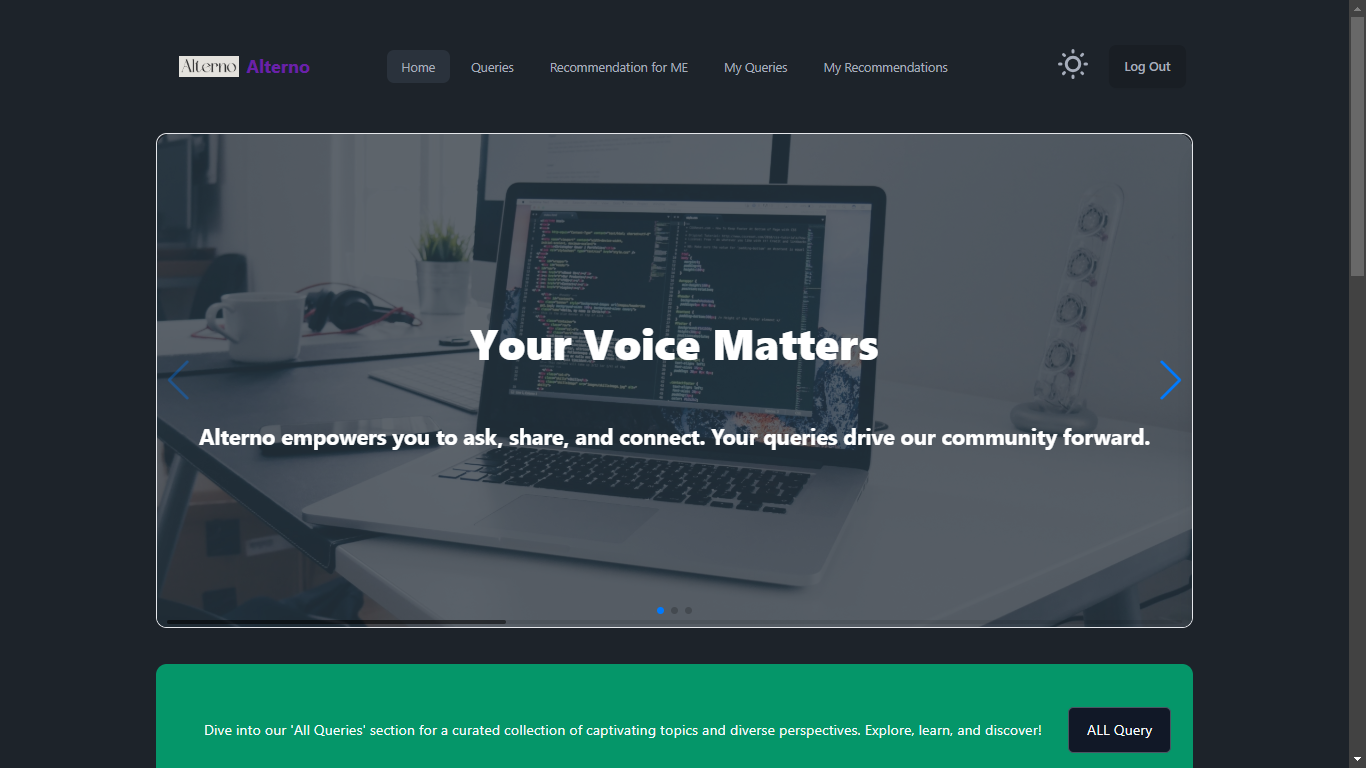 Alterno Alterno
Home Queries Recommendation for ME My Queries My Recommendations
Log Out
Your Voice Matters
Alterno empowers you to ask, share, and connect. Your queries drive our community forward.
Dive into our 'All Queries' section for a curated collection of captivating topics and diverse perspectives. Explore, learn, and discover!
ALL Query